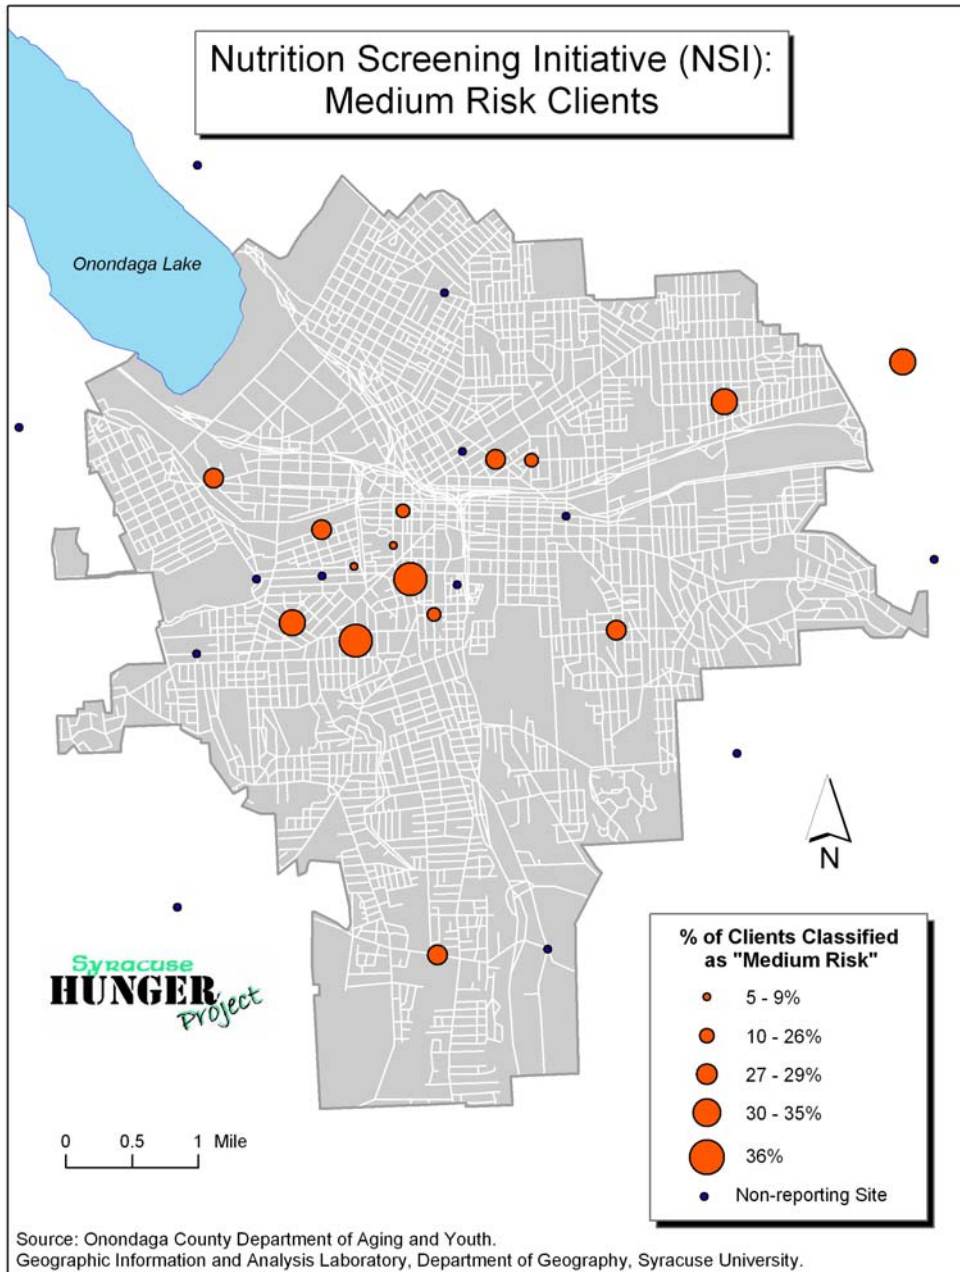 Nutrition Screening Initiative (NSI):
Medium Risk Clients
Onondaga Lake
N
% of Clients Classified
as "Medium Risk"
5 - 9%
10 - 26%
27 - 29%
30 - 35%
36%
Non-reporting Site
Syracuse
HUNGER
Project
0 0.5 1 Mile
Source: Onondaga County Department of Aging and Youth.
Geographic Information and Analysis Laboratory, Department of Geography, Syracuse University.